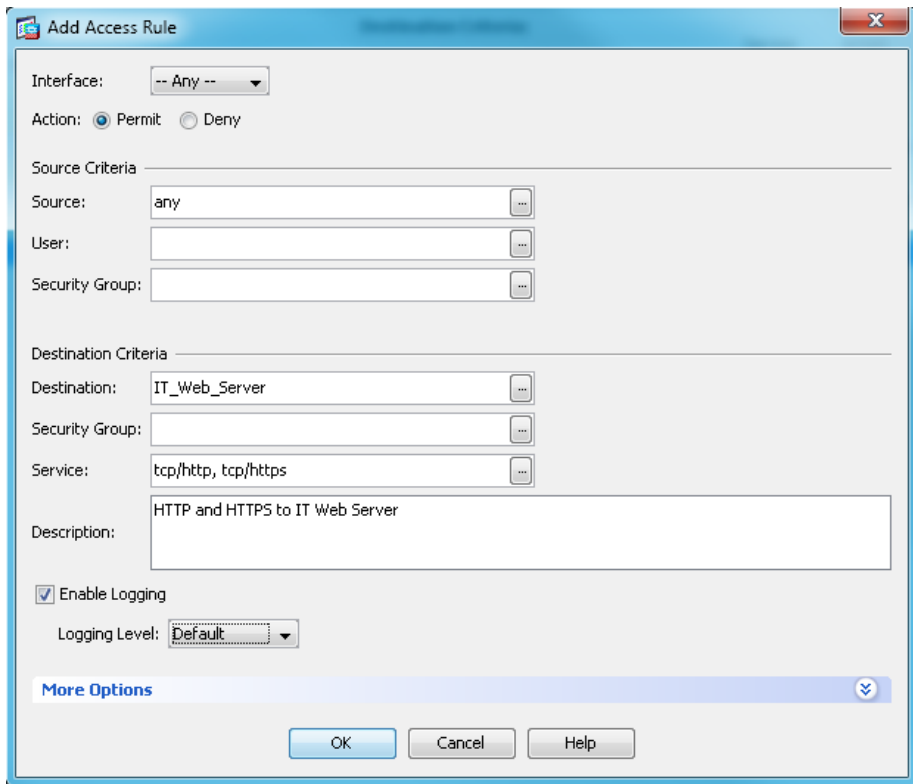 Add Access Rule
Interface: -- Any --
Action: Permit Deny
Source Criteria
Source: any ...
User: ...
Security Group: ...
Destination Criteria
Destination: IT_Web_Server ...
Security Group: ...
Service: tcp/http, tcp/https ...
HTTP and HTTPS to IT Web Server
Description:
Enable Logging
Logging Level: Default
More Options
OK Cancel Help